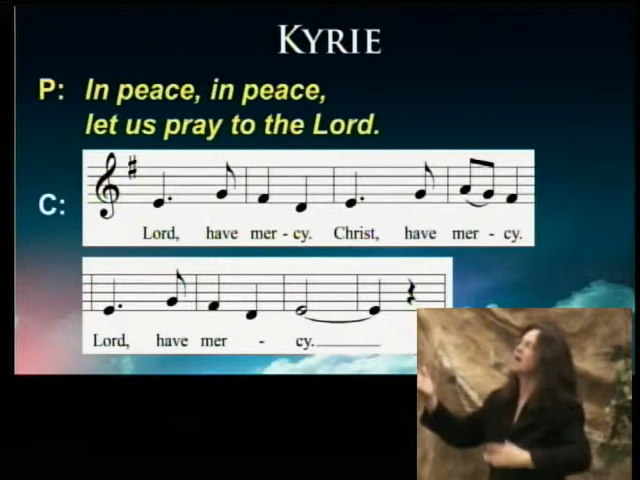 KYRIE
P: In peace, in peace,
let us pray to the Lord.
C:
Lord, have mer - cy. Christ, have mer - cy.
Lord, have mer - cy.